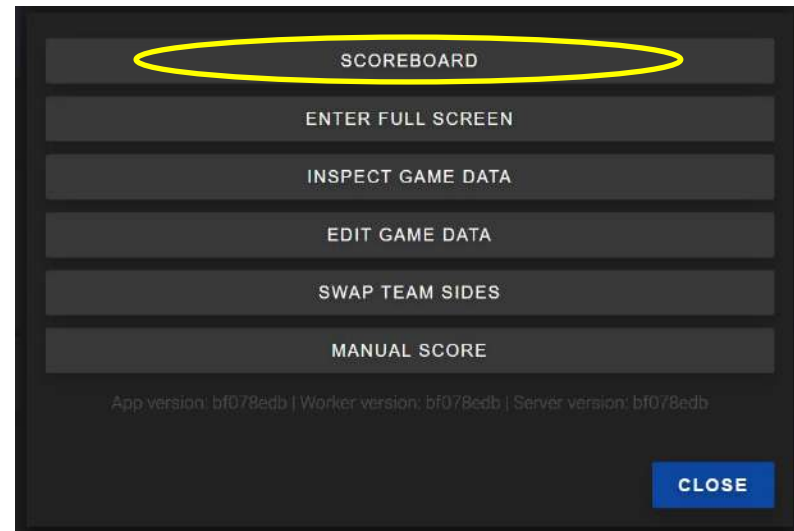 SCOREBOARD
ENTER FULL SCREEN
INSPECT GAME DATA
EDIT GAME DATA
SWAP TEAM SIDES
MANUAL SCORE
App version: bf078edb | Worker version: bf078edb | Server version: bf078edb
CLOSE